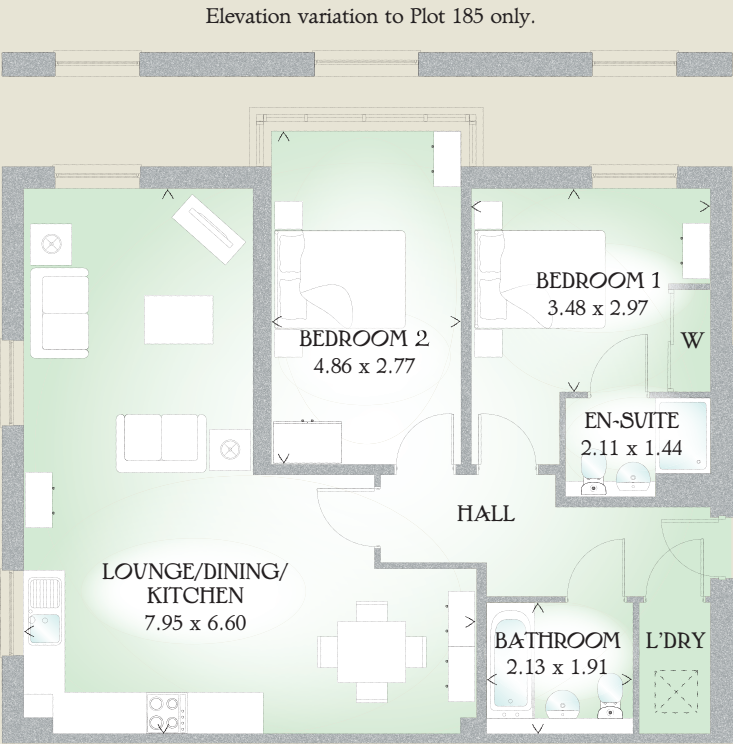 Elevation variation to Plot 185 only.
BEDROOM 1
3.48 x 2.97
BEDROOM 2
4.86 x 2.77
W
EN-SUITE
2.11 x 1.44
HALL
LOUNGE/DINING/
KITCHEN
7.95 x 6.60
BATHROOM
2.13 x 1.91
L'DRY